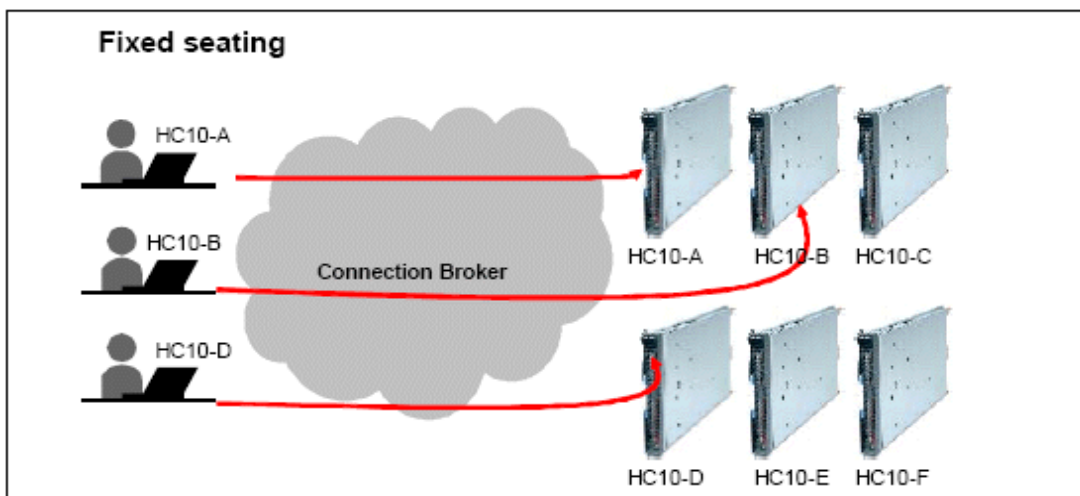 Fixed seating
HC10-A
HC10-B
Connection Broker
HC10-D
HC10-A HC10-B HC10-C
HC10-D HC10-E HC10-F